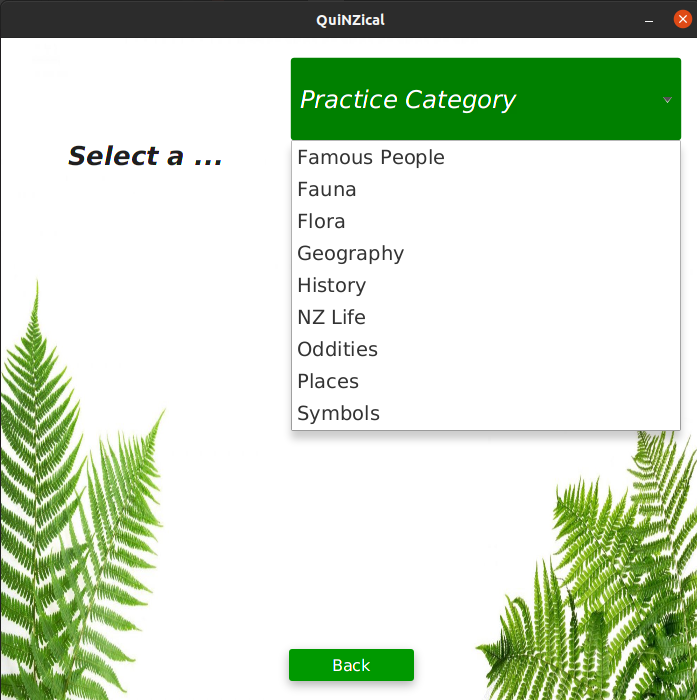 QuiNZical
Practice Category
Select a ...
Famous People
Fauna
Flora
Geography
History
NZ Life
Oddities
Places
Symbols
Back